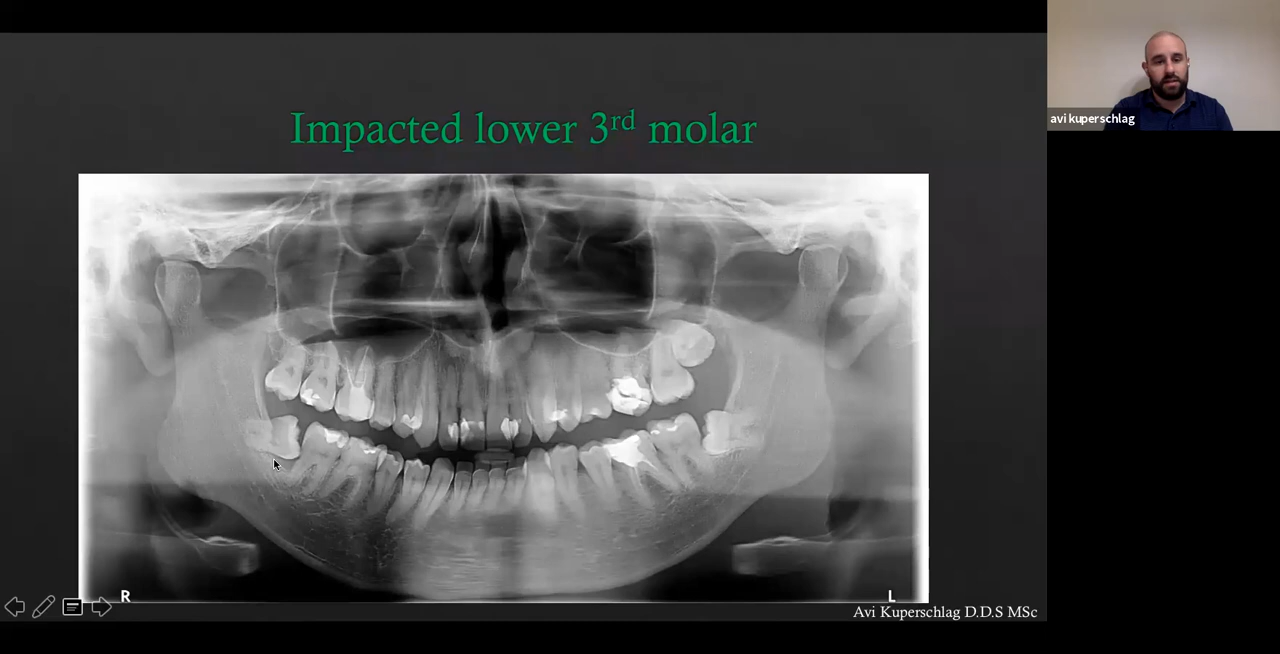 Impacted lower 3rd molar
avi kuperschlag
R
L
Avi Kuperschlag D.D.S MSc